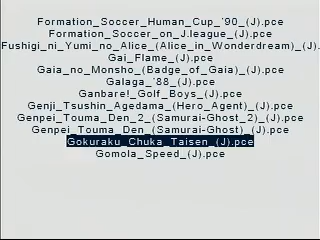 Formation_Soccer_Human_Cup_'90_(J).pce
Formation_Soccer_on_J.league_(J).pce
Fushigi_ni_Yumi_no_Alice_(Alice_in_Wonderdream)_(J).
Gai_Flame_(J).pce
Gaia_no_Monsho_(Badge_of_Gaia)_(J).pce
Galaga_'88_(J).pce
Ganbare!_Golf_Boys_(J).pce
Genji_Tsushin_Agedama_(Hero_Agent)_(J).pce
Genpei_Touma_Den_2_(Samurai-Ghost_2)_(J).pce
Genpei_Touma_Den_(Samurai-Ghost)_(J).pce
Gokuraku_Chuka_Taisen_(J).pce
Gomola_Speed_(J).pce